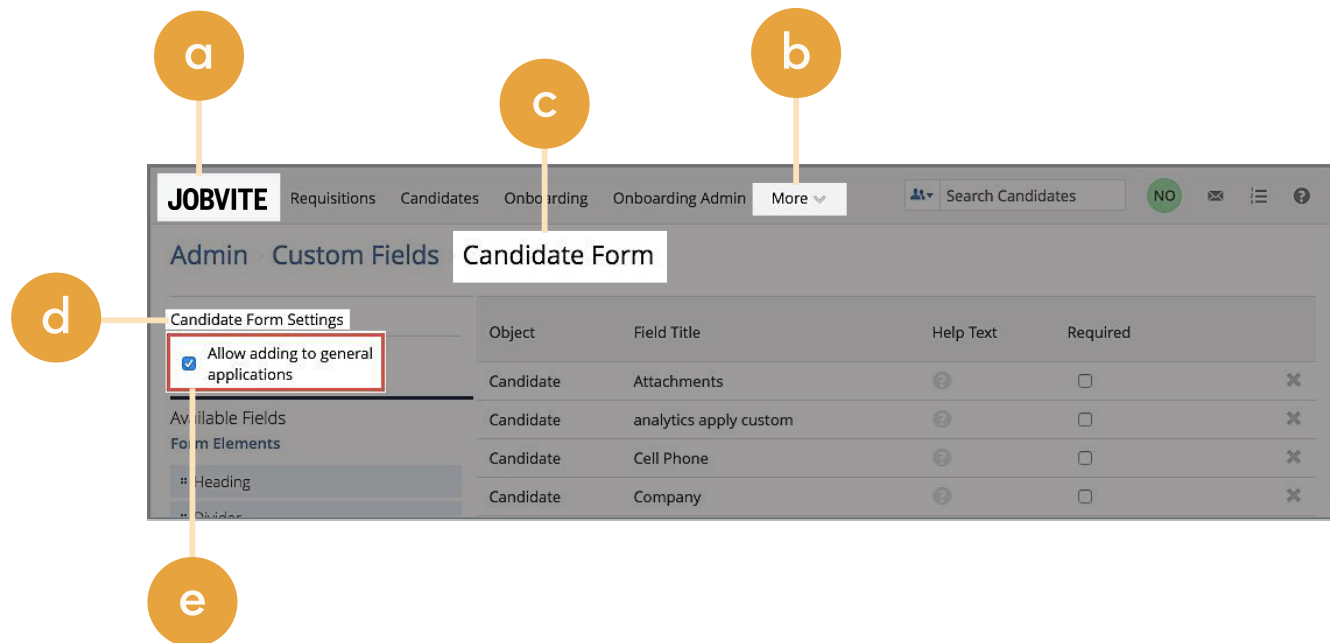 a
b
c
JOBVITE Requisitions Candidates Onboarding Onboarding Admin More Search Candidates NO
Admin Custom Fields Candidate Form
d
Candidate Form Settings
Allow adding to general
applications
Available Fields
Form Elements
Heading
Divider
Object Field Title Help Text Required
Candidate Attachments
Candidate analytics apply custom
Candidate Cell Phone
Candidate Company
e